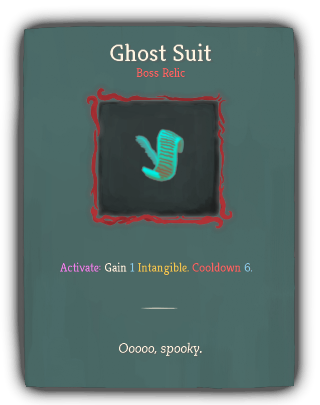 Ghost Suit
Boss Relic
Activate: Gain 1 Intangible. Cooldown 6.
Ooooo, spooky.